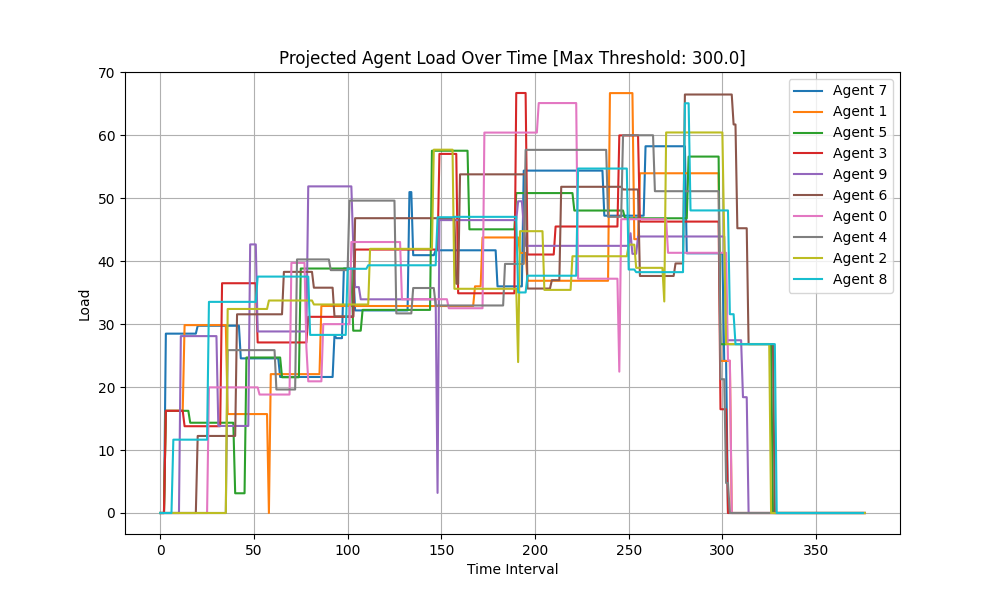 Projected Agent Load Over Time [Max Threshold: 300.0]
Load
70
60
50
40
30
20
10
0
0 50 100 150 200 250 300 350
Time Interval
Agent 7
Agent 1
Agent 5
Agent 3
Agent 9
Agent 6
Agent 0
Agent 4
Agent 2
Agent 8